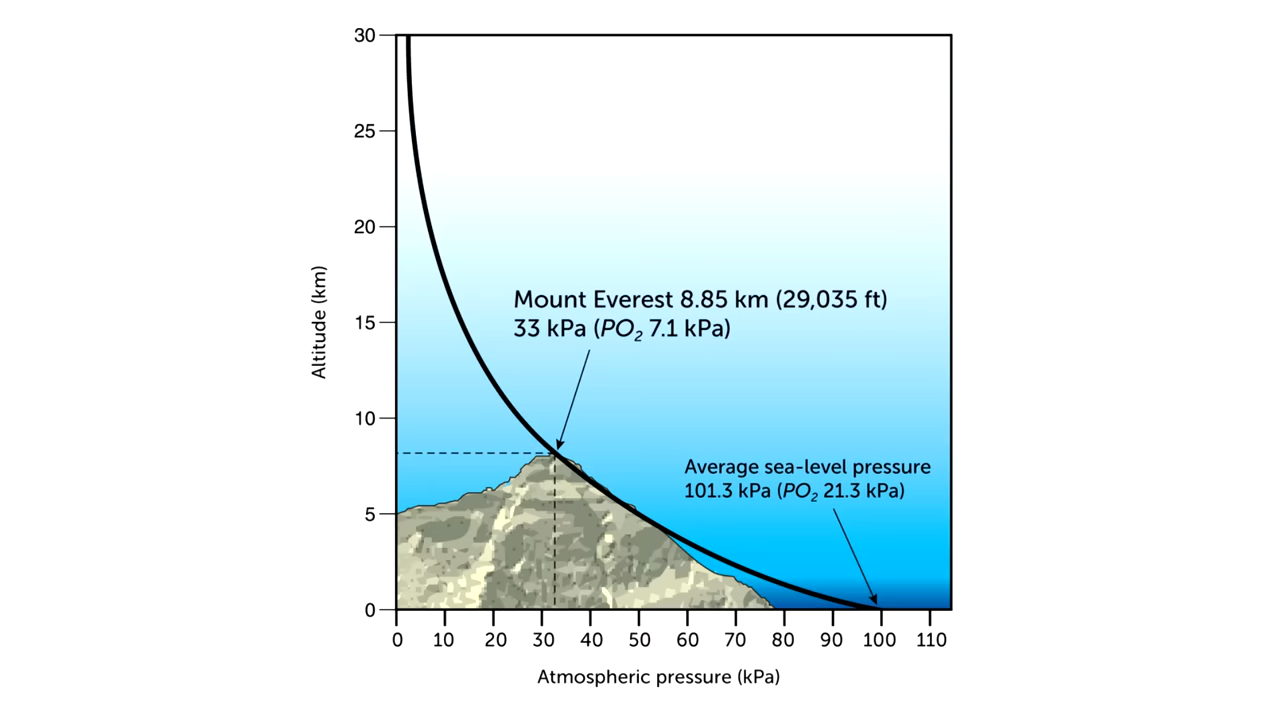 30
25
20
15
10
5
0
Altitude (km)
Mount Everest 8.85 km (29,035 ft)
33 kPa (PO₂ 7.1 kPa)
Average sea-level pressure
101.3 kPa (PO₂ 21.3 kPa)
0 10 20 30 40 50 60 70 80 90 100 110
Atmospheric pressure (kPa)